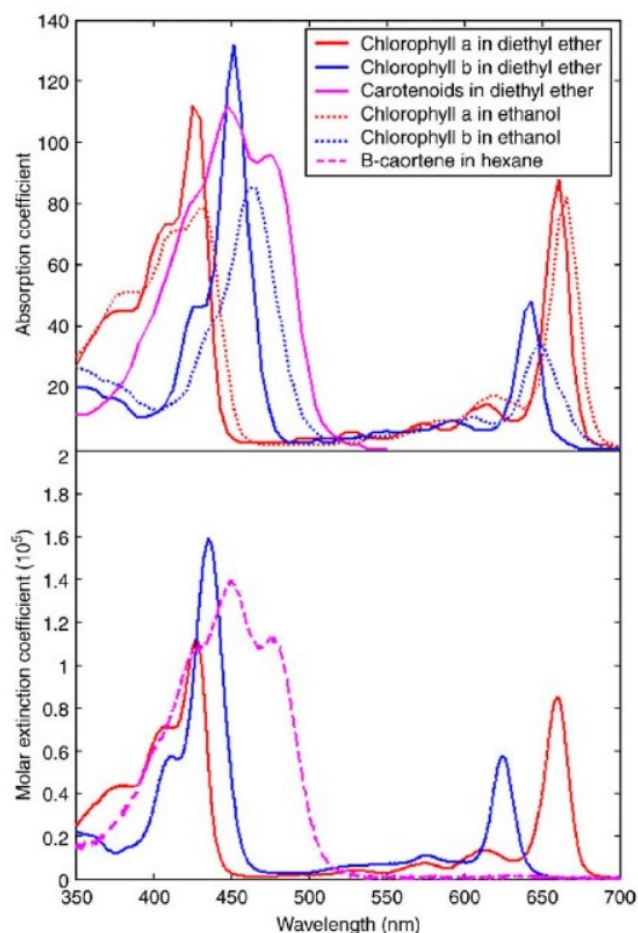 140
120
100
80
60
40
20
Absorption coefficient
Chlorophyll a in diethyl ether
Chlorophyll b in diethyl ether
Carotenoids in diethyl ether
Chlorophyll a in ethanol
Chlorophyll b in ethanol
B-caortene in hexane
2
1.8
1.6
1.4
1.2
1
0.8
0.6
0.4
0.2
0
Molar extinction coefficient (10⁵)
350 400 450 500 550 600 650 700
Wavelength (nm)